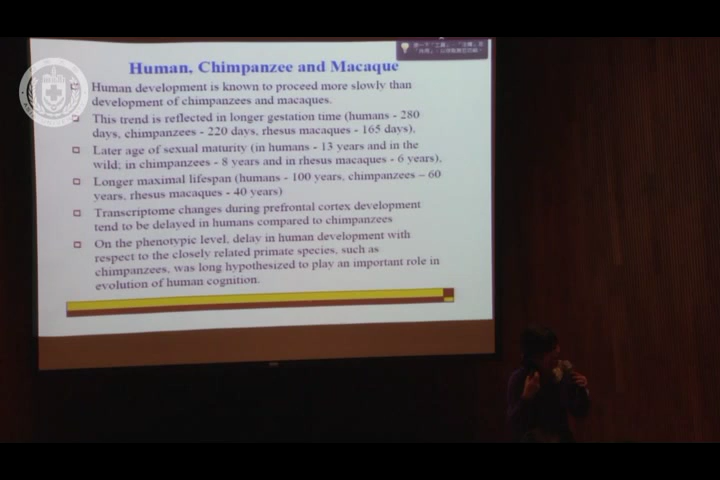 Human, Chimpanzee and Macaque
Human development is known to proceed more slowly than
development of chimpanzees and macaques.
This trend is reflected in longer gestation time (humans - 280
days, chimpanzees - 220 days, rhesus macaques - 165 days),
Later age of sexual maturity (in humans - 13 years and in the
wild; in chimpanzees - 8 years and in rhesus macaques - 6 years),
Longer maximal lifespan (humans - 100 years, chimpanzees – 60
years, rhesus macaques - 40 years)
Transcriptome changes during prefrontal cortex development
tend to be delayed in humans compared to chimpanzees
On the phenotypic level, delay in human development with
respect to the closely related primate species, such as
chimpanzees, was long hypothesized to play an important role in
evolution of human cognition.